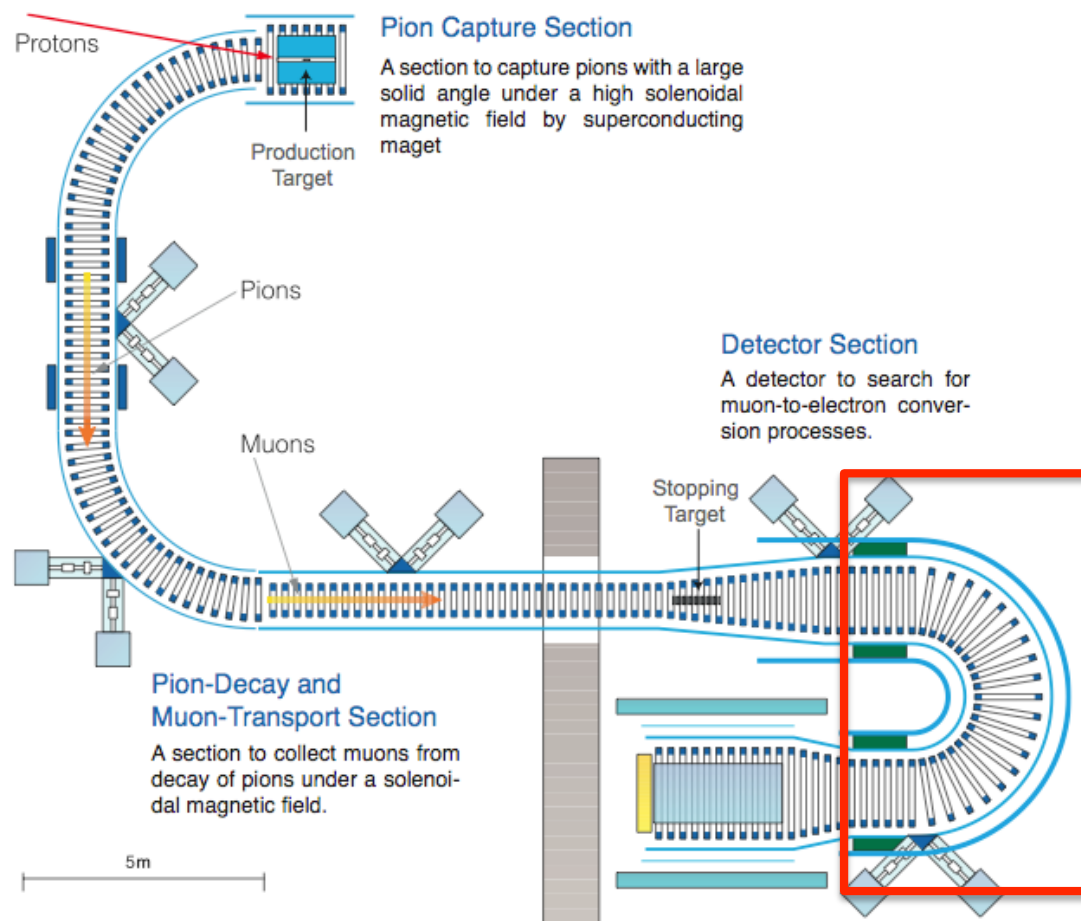 Protons
Pion Capture Section
A section to capture pions with a large
solid angle under a high solenoidal
magnetic field by superconducting
maget
Production
Target
Pions
Detector Section
A detector to search for
muon-to-electron conver-
sion processes.
Muons
Stopping
Target
Pion-Decay and
Muon-Transport Section
A section to collect muons from
decay of pions under a solenoi-
dal magnetic field.
5m